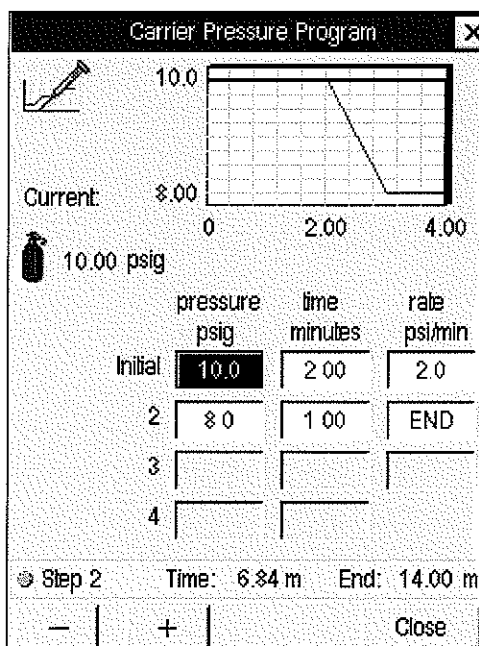 Carrier Pressure Program X
10.0
Current: 8.00
0 2.00 4.00
10.00 psig
pressure time rate
psig minutes psi/min
Initial 10.0 2.00 2.0
2 8.0 1.00 END
3
4
Step 2 Time: 6.84 m End: 14.00 m
− + Close